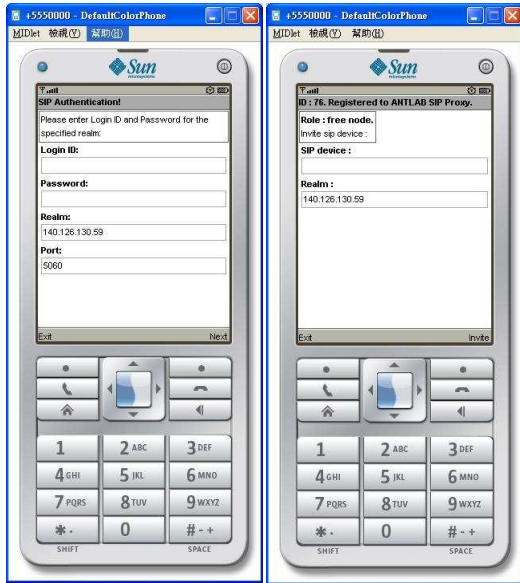 +5550000 - DefaultColorPhone
MIDlet 檢視(V) 幫助(H)
Sun
SIP Authentication!
Please enter Login ID and Password for the
specified realm:
Login ID:
Password:
Realm:
140.126.130.59
Port:
5060
Exit Next
1 2 ABC 3 DEF
4 GHI 5 JKL 6 MNO
7 PQRS 8 TUV 9 WXYZ
* . 0 # - +
SHIFT SPACE
+5550000 - DefaultColorPhone
MIDlet 檢視(V) 幫助(H)
Sun
ID : 76. Registered to ANTLAB SIP Proxy.
Role : free node.
Invite sip device :
SIP device :
Realm :
140.126.130.59
Exit Invite
1 2 ABC 3 DEF
4 GHI 5 JKL 6 MNO
7 PQRS 8 TUV 9 WXYZ
* . 0 # - +
SHIFT SPACE